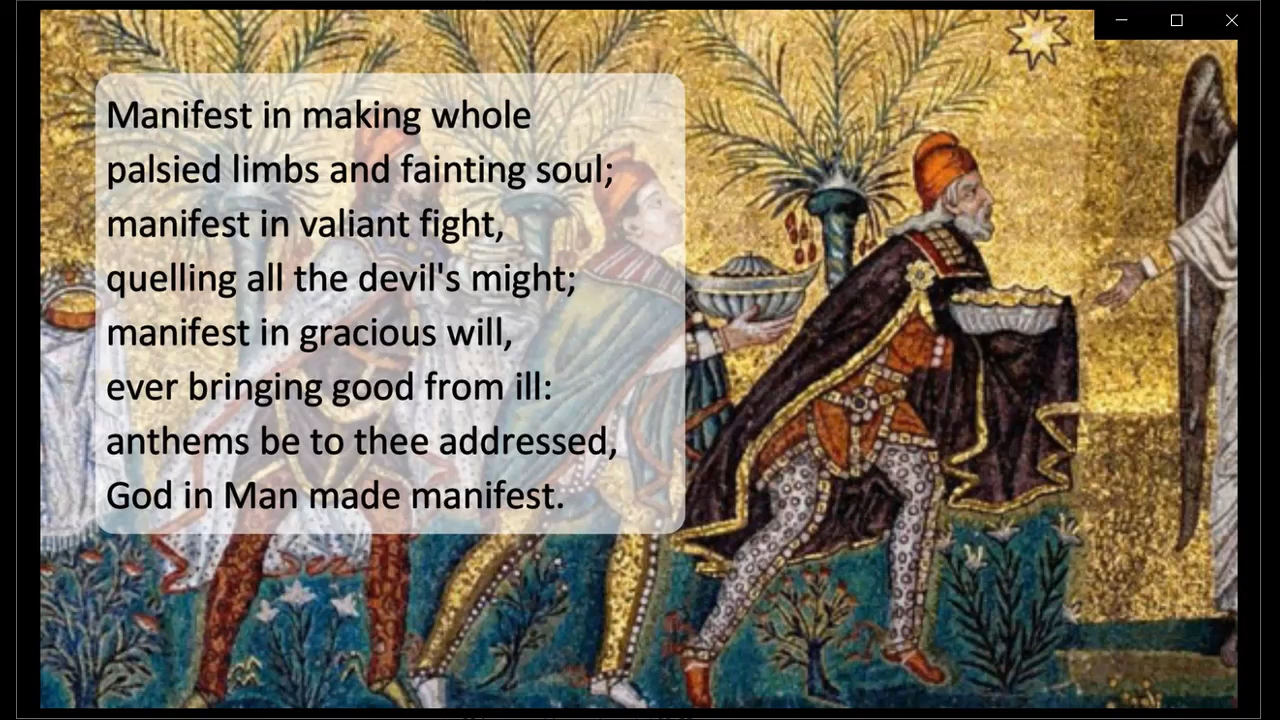 Manifest in making whole
palsied limbs and fainting soul;
manifest in valiant fight,
quelling all the devil's might;
manifest in gracious will,
ever bringing good from ill:
anthems be to thee addressed,
God in Man made manifest.